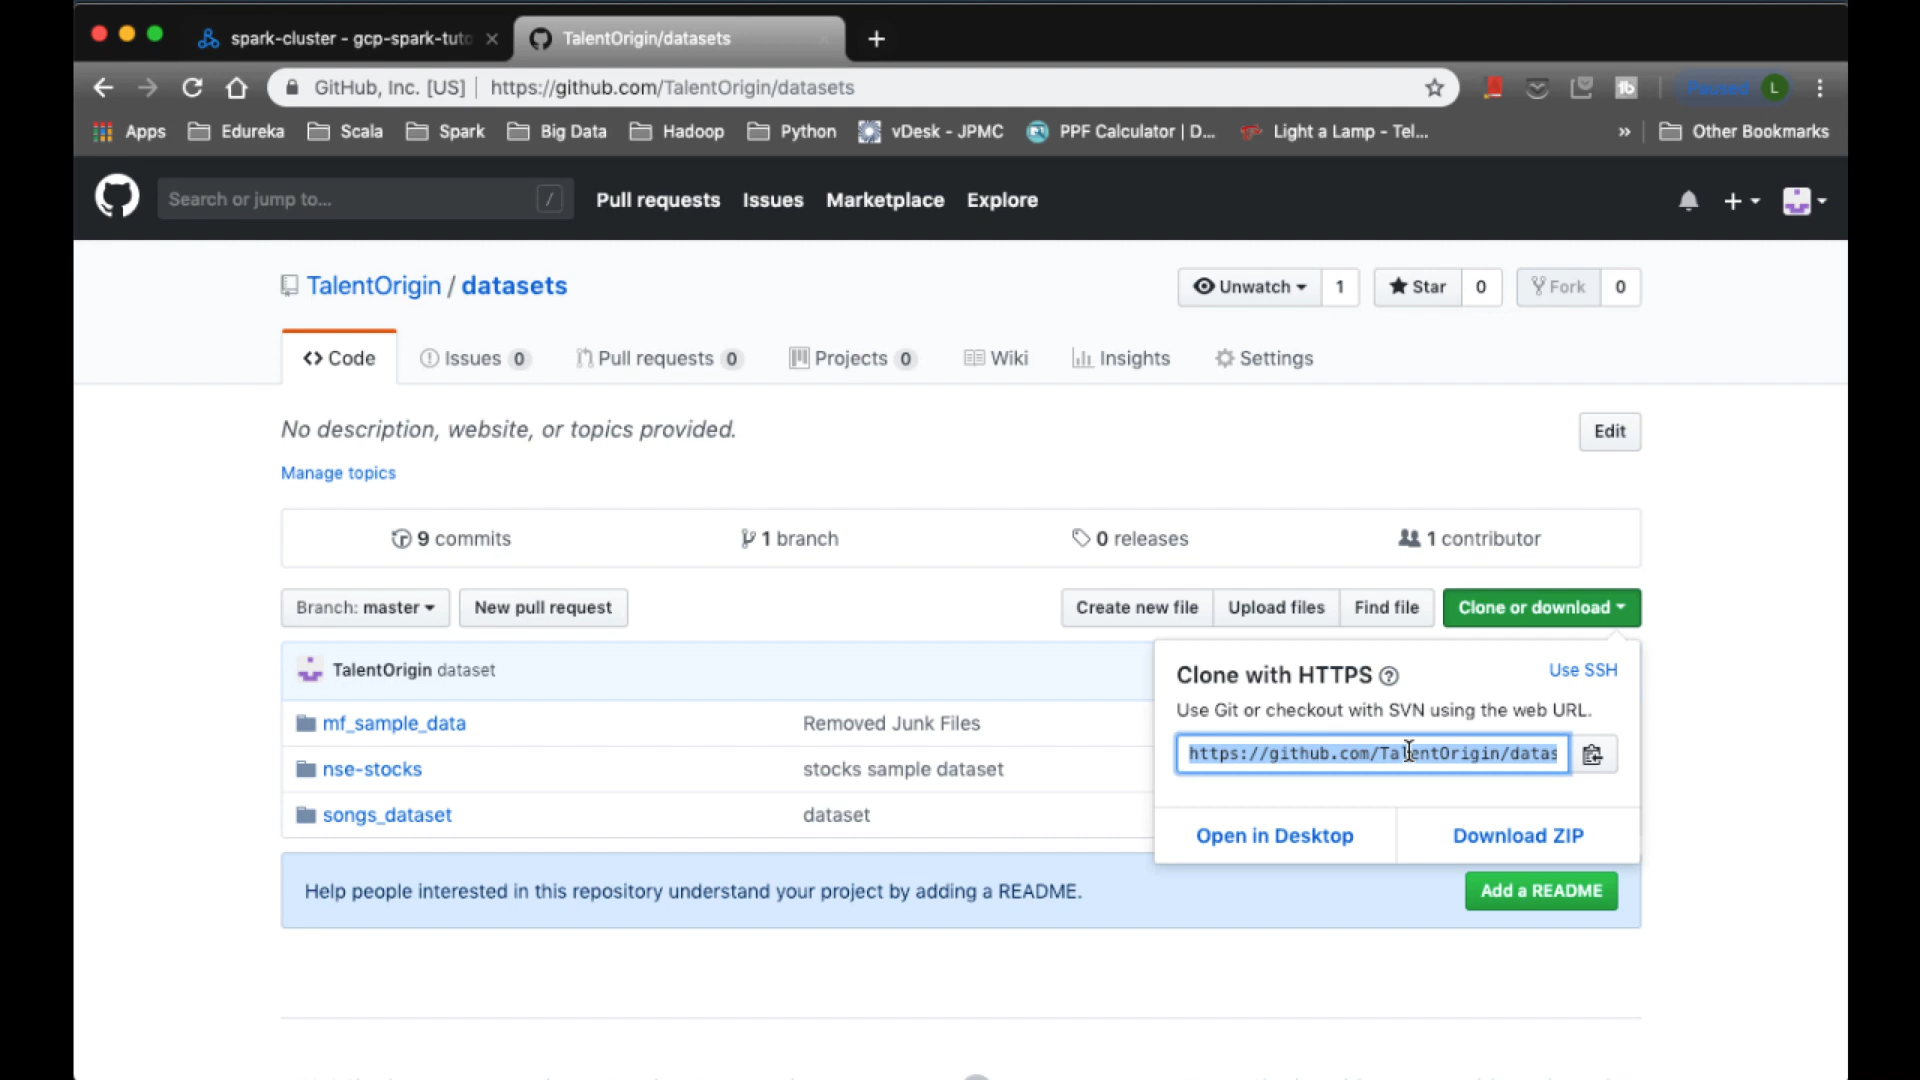 spark-cluster - gcp-spark-tuto
TalentOrigin/datasets
GitHub, Inc. [US] | https://github.com/TalentOrigin/datasets
Paused L
Apps Edureka Scala Spark Big Data Hadoop Python vDesk - JPMC PPF Calculator | D... Light a Lamp - Tel... » Other Bookmarks
Search or jump to... / Pull requests Issues Marketplace Explore
TalentOrigin / datasets
Unwatch 1 Star 0 Fork 0
Code Issues 0 Pull requests 0 Projects 0 Wiki Insights Settings
No description, website, or topics provided.
Edit
Manage topics
9 commits 1 branch 0 releases 1 contributor
Branch: master New pull request Create new file Upload files Find file Clone or download
TalentOrigin dataset
mf_sample_data Removed Junk Files
nse-stocks stocks sample dataset
songs_dataset dataset
Clone with HTTPS ?
Use SSH
Use Git or checkout with SVN using the web URL.
https://github.com/TalentOrigin/datas
Open in Desktop Download ZIP
Help people interested in this repository understand your project by adding a README.
Add a README